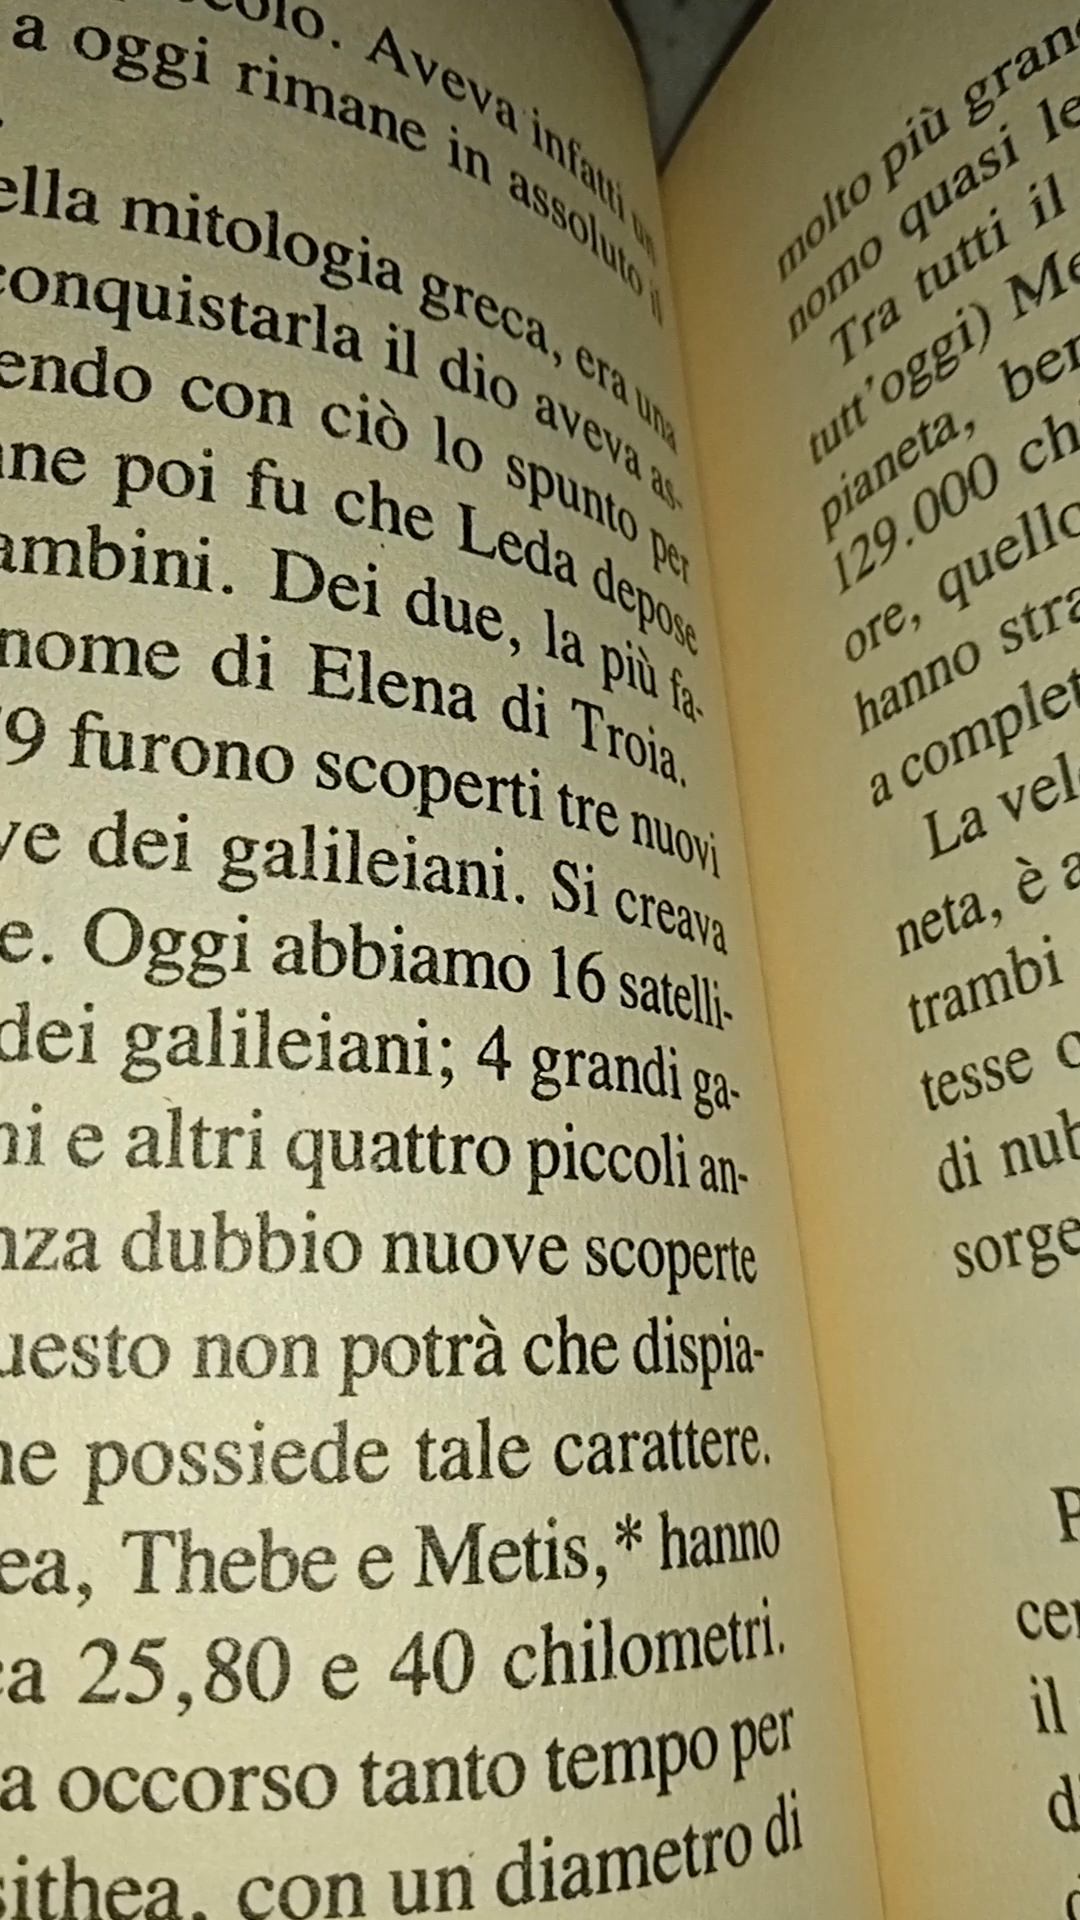 a oggi rimane in assoluto il
ella mitologia greca, era una
conquistarla il dio aveva as-
endo con ciò lo spunto per
ne poi fu che Leda depose
ambini. Dei due, la più fa-
nome di Elena di Troia.
79 furono scoperti tre nuovi
ve dei galileiani. Si creava
e. Oggi abbiamo 16 satelli-
dei galileiani; 4 grandi ga-
ni e altri quattro piccoli an-
nza dubbio nuove scoperte
uesto non potrà che dispia-
ne possiede tale carattere.
ea, Thebe e Metis,* hanno
ca 25,80 e 40 chilometri.
a occorso tanto tempo per
sithea, con un diametro di
molto più grand
nomo quasi le
Tra tutti il
tutt'oggi) Me
pianeta, ben
129.000 ch
ore, quello
hanno stra
a complet
La vel
neta, è a
trambi
tesse
di nub
sorge
P
cer
il
d